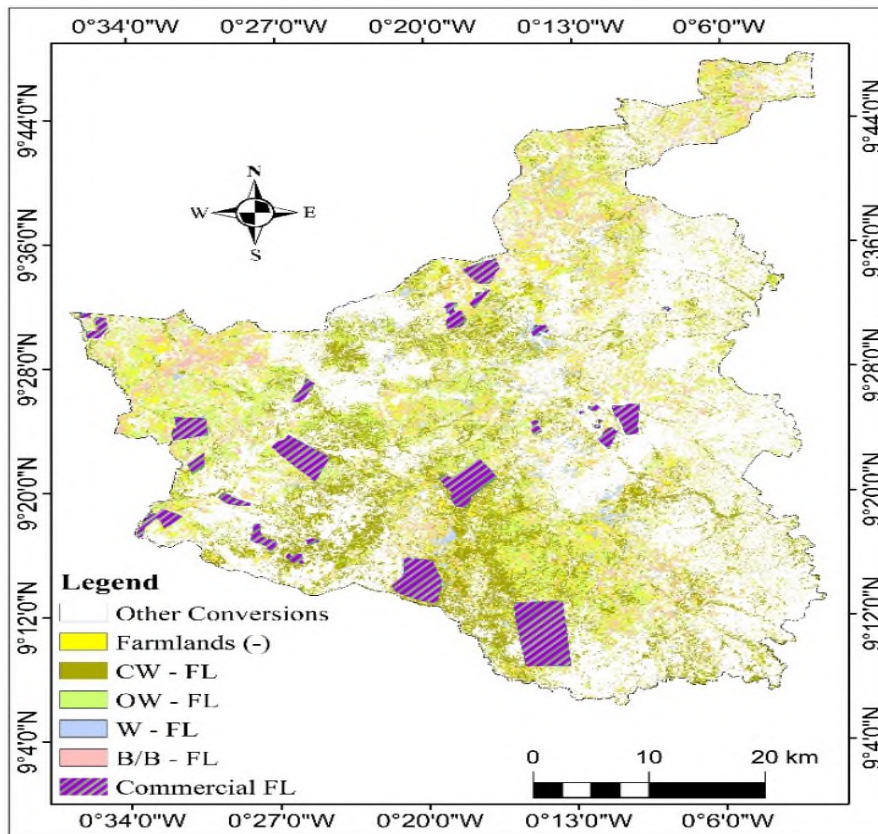 0°34'0"W 0°27'0"W 0°20'0"W 0°13'0"W 0°6'0"W
9°44'0"N 9°44'0"N
N
W E
S
9°36'0"N 9°36'0"N
9°28'0"N 9°28'0"N
9°20'0"N 9°20'0"N
Legend
Other Conversions
9°12'0"N 9°12'0"N
Farmlands (-)
CW - FL
OW - FL
W - FL
9°4'0"N 9°4'0"N
B/B - FL
0 10 20 km
Commercial FL
0°34'0"W 0°27'0"W 0°20'0"W 0°13'0"W 0°6'0"W